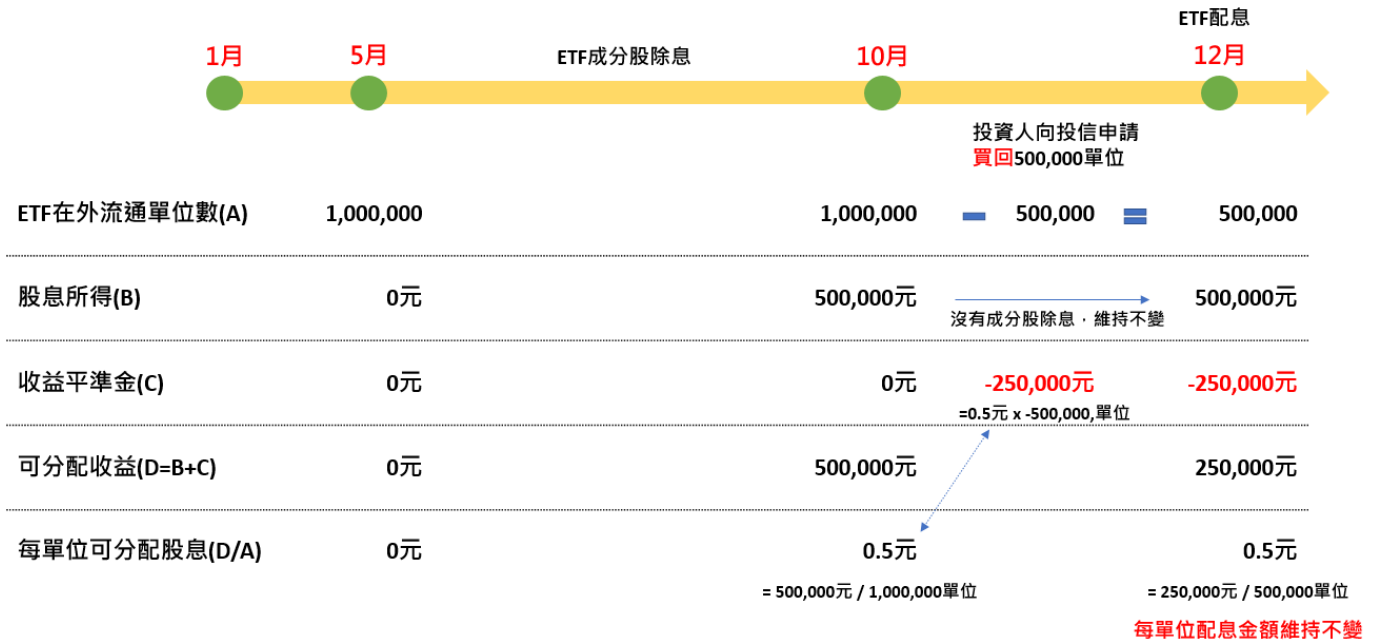 ETF配息
1月 5月 ETF成分股除息 10月 12月
投資人向投信申請
買回500,000單位
ETF在外流通單位數(A) 1,000,000 1,000,000 500,000 500,000
股息所得(B) 0元 500,000元 500,000元
沒有成分股除息,維持不變
收益平準金(C) 0元 0元 -250,000元 -250,000元
=0.5元 x -500,000,單位
可分配收益(D=B+C) 0元 500,000元 250,000元
每單位可分配股息(D/A) 0元 0.5元 0.5元
= 500,000元 / 1,000,000單位 = 250,000元 / 500,000單位
每單位配息金額維持不變